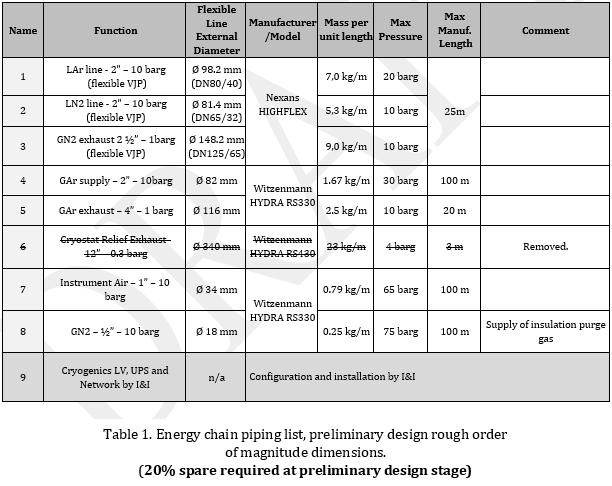 Name Function Flexible Line External Diameter Manufacturer /Model Mass per unit length Max Pressure Max Manuf. Length Comment
1 LAr line - 2” – 10 barg (flexible VJP) Ø 98.2 mm (DN80/40) Nexans HIGHFLEX 7,0 kg/m 20 barg 25m
2 LN2 line - 2” – 10 barg (flexible VJP) Ø 81.4 mm (DN65/32) 5,3 kg/m 10 barg
3 GN2 exhaust 2 ½” – 1barg (flexible VJP) Ø 148.2 mm (DN125/65) 9,0 kg/m 10 barg
4 GAr supply – 2” – 10barg Ø 82 mm Witzenmann HYDRA RS330 1.67 kg/m 30 barg 100 m
5 GAr exhaust – 4” – 1 barg Ø 116 mm 2.5 kg/m 10 barg 20 m
6 Cryostat Relief Exhaust- 12” – 0.3 barg Ø 340 mm Witzenmann HYDRA RS430 23 kg/m 4 barg 3 m Removed.
7 Instrument Air – 1” – 10 barg Ø 34 mm Witzenmann HYDRA RS330 0.79 kg/m 65 barg 100 m
8 GN2 – ½” – 10 barg Ø 18 mm 0.25 kg/m 75 barg 100 m Supply of insulation purge gas
9 Cryogenics LV, UPS and Network by I&I n/a Configuration and installation by I&I
Table 1. Energy chain piping list, preliminary design rough order
of magnitude dimensions.
(20% spare required at preliminary design stage)
DRAFT